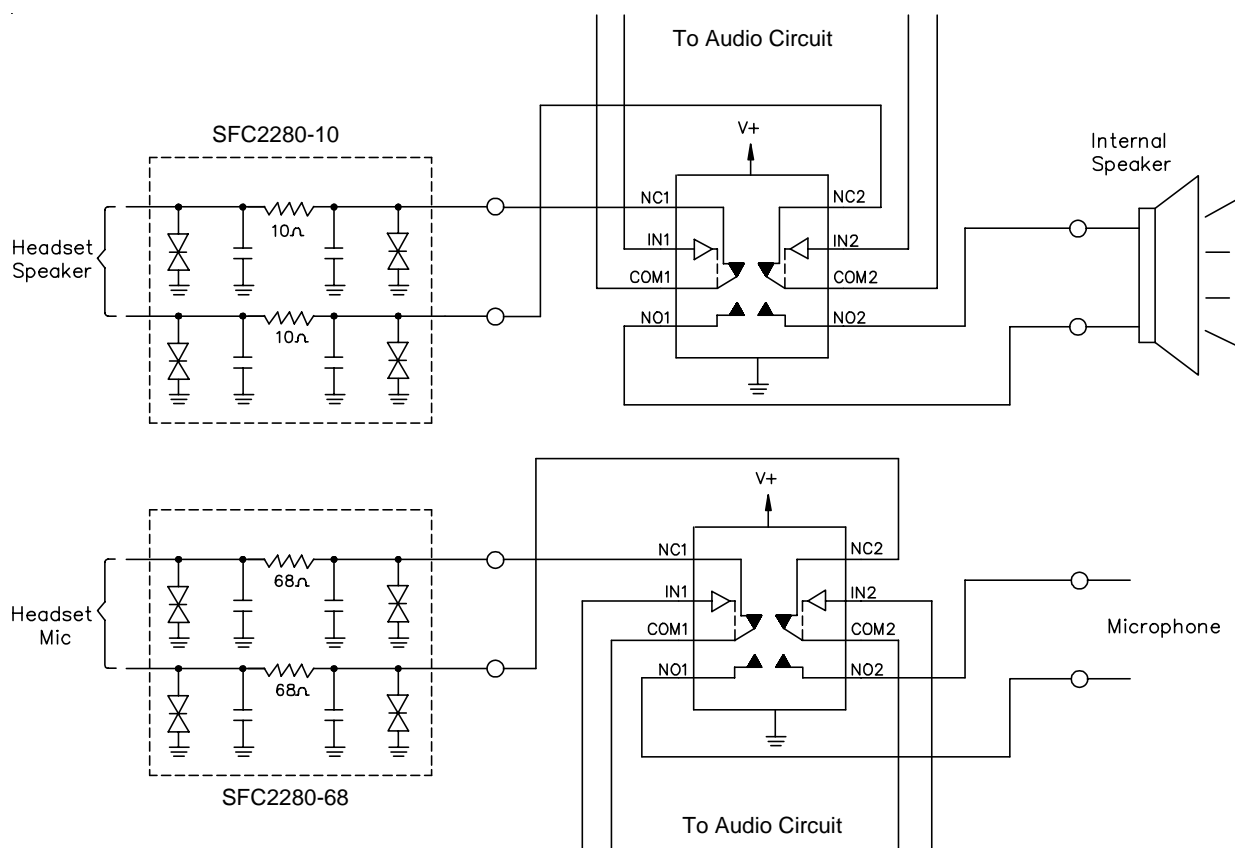 To Audio Circuit
SFC2280-10
V+
Internal
Speaker
NC1
NC2
10Ω
IN1
IN2
Headset
Speaker
COM1
COM2
NO1
NO2
10Ω
V+
NC1
NC2
68Ω
IN1
IN2
Headset
Mic
COM1
COM2
Microphone
NO1
NO2
68Ω
SFC2280-68
To Audio Circuit